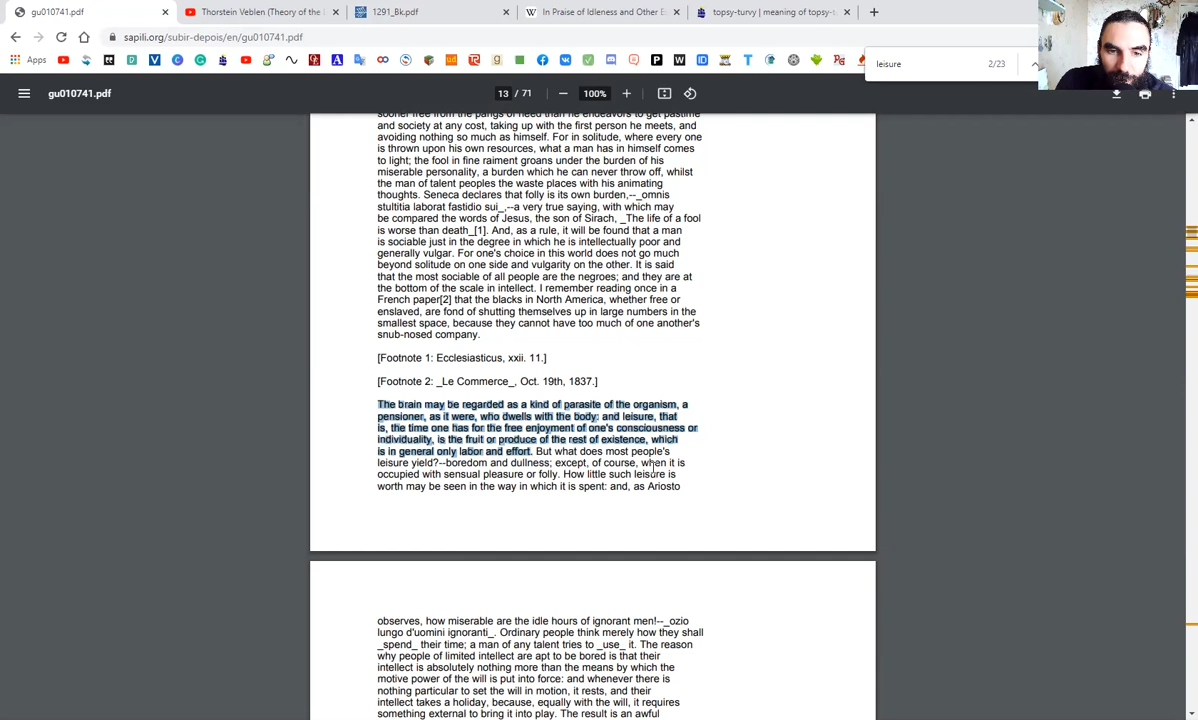 gu010741.pdf
Thorstein Veblen (Theory of the
1291_Bk.pdf
In Praise of Idleness and Other E
topsy-turvy | meaning of topsy-t
sapili.org/subir-depois/en/gu010741.pdf
Apps
leisure 2/23
gu010741.pdf
13 / 71
100%
sooner free from the pangs of need than he endeavors to get pastime
and society at any cost, taking up with the first person he meets, and
avoiding nothing so much as himself. For in solitude, where every one
is thrown upon his own resources, what a man has in himself comes
to light; the fool in fine raiment groans under the burden of his
miserable personality, a burden which he can never throw off, whilst
the man of talent peoples the waste places with his animating
thoughts. Seneca declares that folly is its own burden,--_omnis
stultitia laborat fastidio sui_,--a very true saying, with which may
be compared the words of Jesus, the son of Sirach, _The life of a fool
is worse than death_[1]. And, as a rule, it will be found that a man
is sociable just in the degree in which he is intellectually poor and
generally vulgar. For one's choice in this world does not go much
beyond solitude on one side and vulgarity on the other. It is said
that the most sociable of all people are the negroes; and they are at
the bottom of the scale in intellect. I remember reading once in a
French paper[2] that the blacks in North America, whether free or
enslaved, are fond of shutting themselves up in large numbers in the
smallest space, because they cannot have too much of one another's
snub-nosed company.
[Footnote 1: Ecclesiasticus, xxii. 11.]
[Footnote 2: _Le Commerce_, Oct. 19th, 1837.]
The brain may be regarded as a kind of parasite of the organism, a
pensioner, as it were, who dwells with the body: and leisure, that
is, the time one has for the free enjoyment of one's consciousness or
individuality, is the fruit or produce of the rest of existence, which
is in general only labor and effort. But what does most people's
leisure yield?--boredom and dullness; except, of course, when it is
occupied with sensual pleasure or folly. How little such leisure is
worth may be seen in the way in which it is spent: and, as Ariosto
observes, how miserable are the idle hours of ignorant men!--_ozio
lungo d'uomini ignoranti_. Ordinary people think merely how they shall
_spend_ their time; a man of any talent tries to _use_ it. The reason
why people of limited intellect are apt to be bored is that their
intellect is absolutely nothing more than the means by which the
motive power of the will is put into force: and whenever there is
nothing particular to set the will in motion, it rests, and their
intellect takes a holiday, because, equally with the will, it requires
something external to bring it into play. The result is an awful